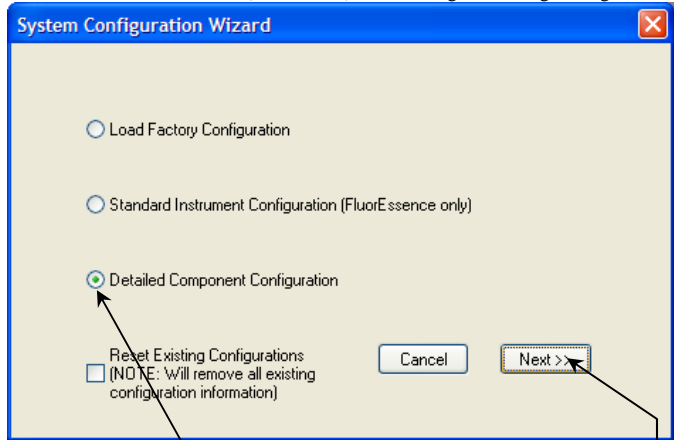 System Configuration Wizard
Load Factory Configuration
Standard Instrument Configuration (FluorEssence only)
Detailed Component Configuration
Reset Existing Configurations
(NOTE: Will remove all existing
configuration information)
Cancel
Next >>